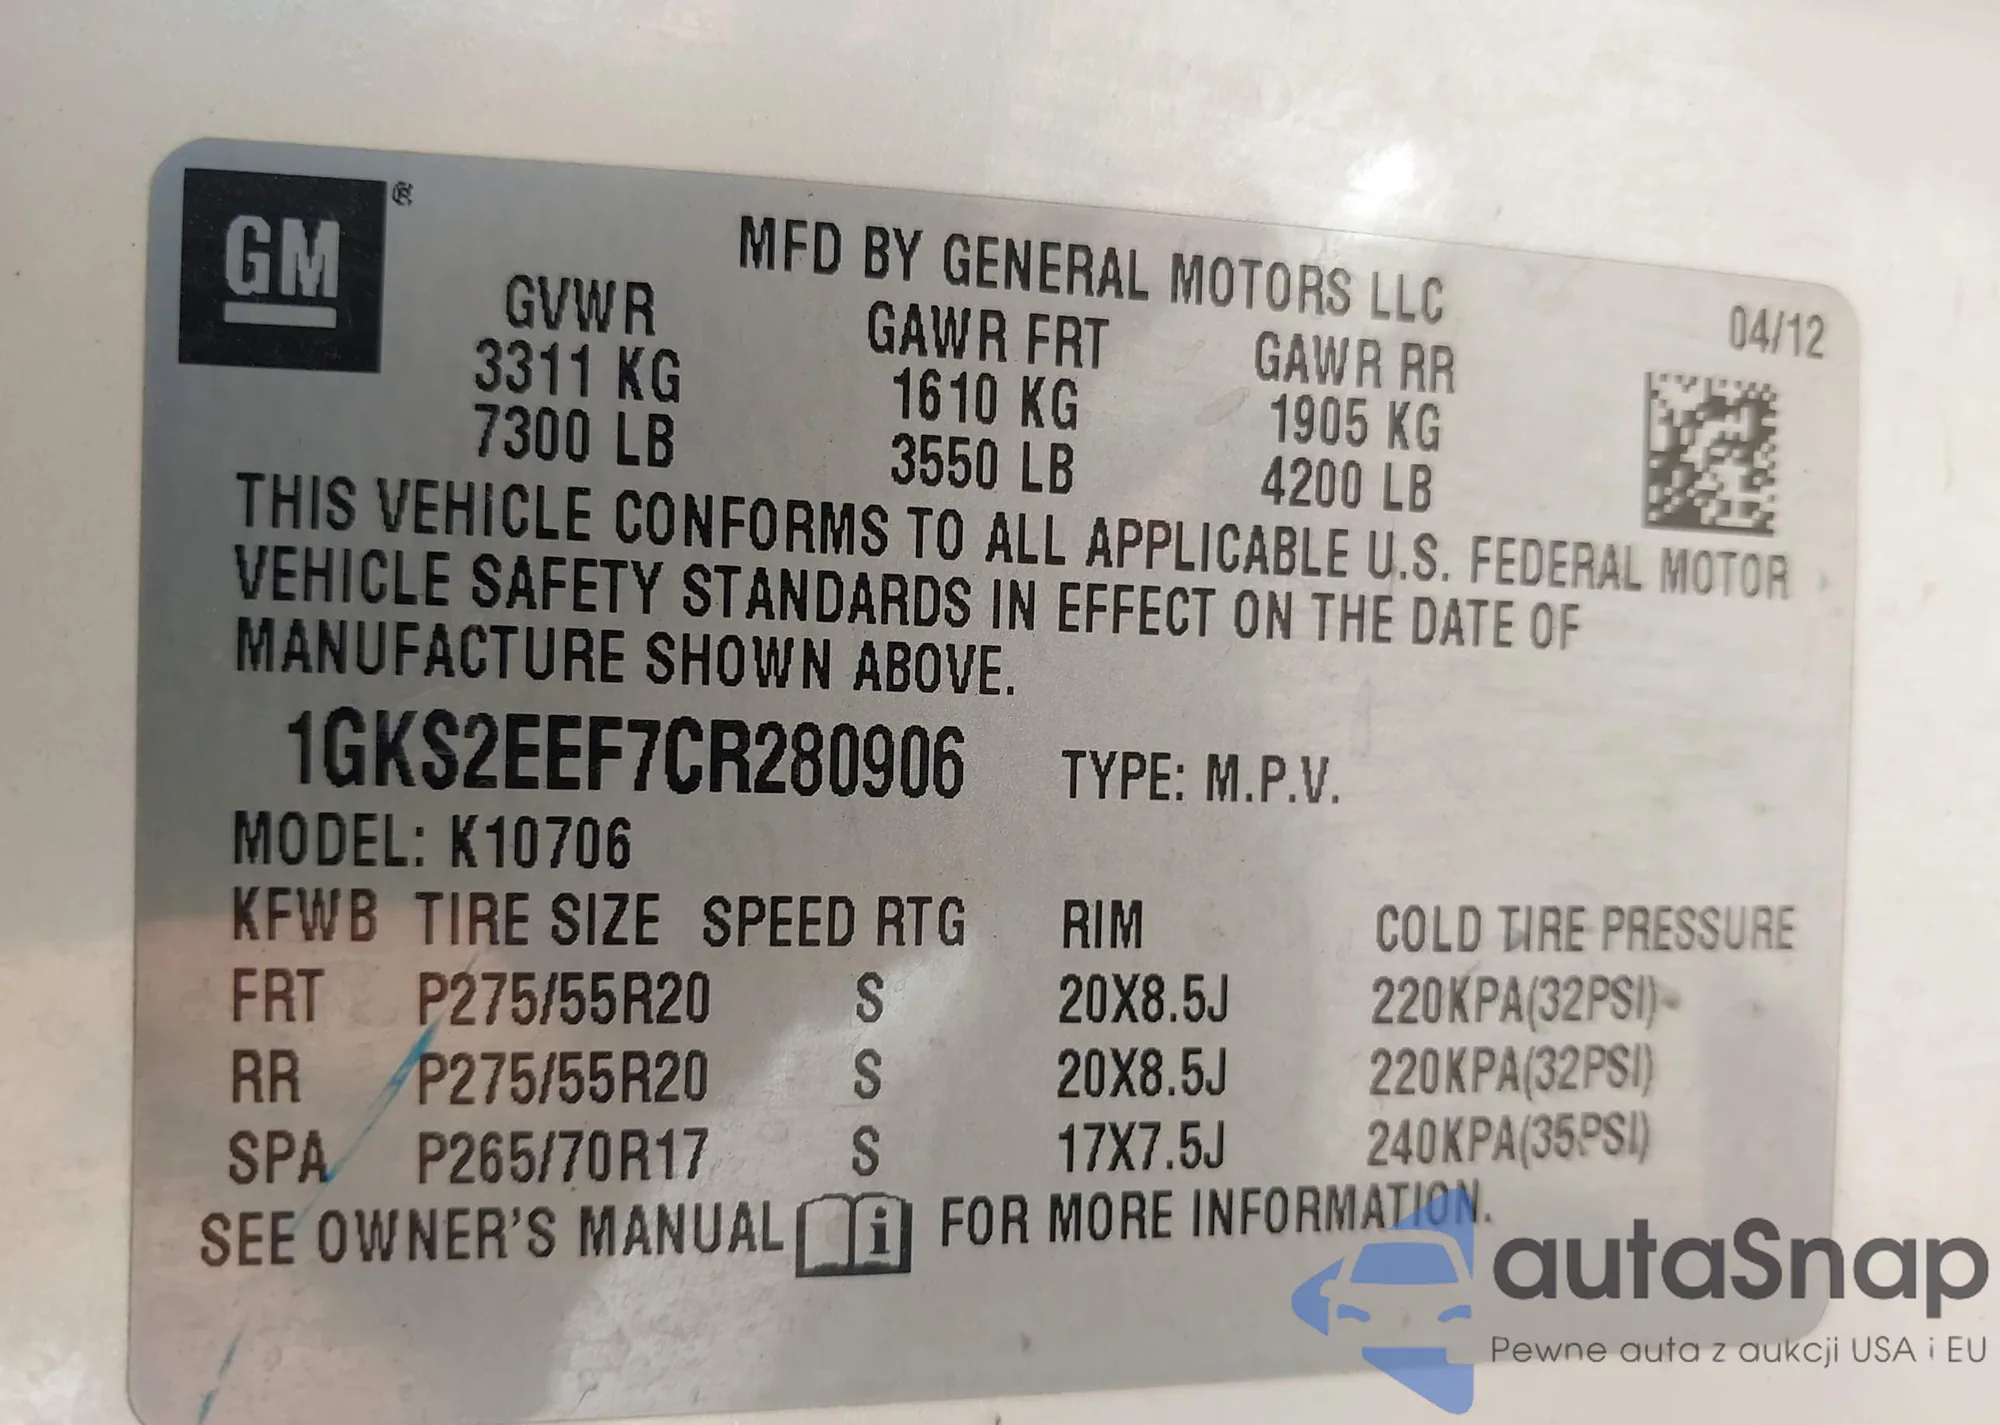 GM ®
MFD BY GENERAL MOTORS LLC
04/12
GVWR GAWR FRT GAWR RR
3311 KG 1610 KG 1905 KG
7300 LB 3550 LB 4200 LB
THIS VEHICLE CONFORMS TO ALL APPLICABLE U.S. FEDERAL MOTOR
VEHICLE SAFETY STANDARDS IN EFFECT ON THE DATE OF
MANUFACTURE SHOWN ABOVE.
1GKS2EEF7CR280906 TYPE: M.P.V.
MODEL: K10706
KFWB TIRE SIZE SPEED RTG RIM COLD TIRE PRESSURE
FRT P275/55R20 S 20X8.5J 220KPA(32PSI)
RR P275/55R20 S 20X8.5J 220KPA(32PSI)
SPA P265/70R17 S 17X7.5J 240KPA(35PSI)
SEE OWNER'S MANUAL i FOR MORE INFORMATION.
autaSnap
Pewne auta z aukcji USA i EU